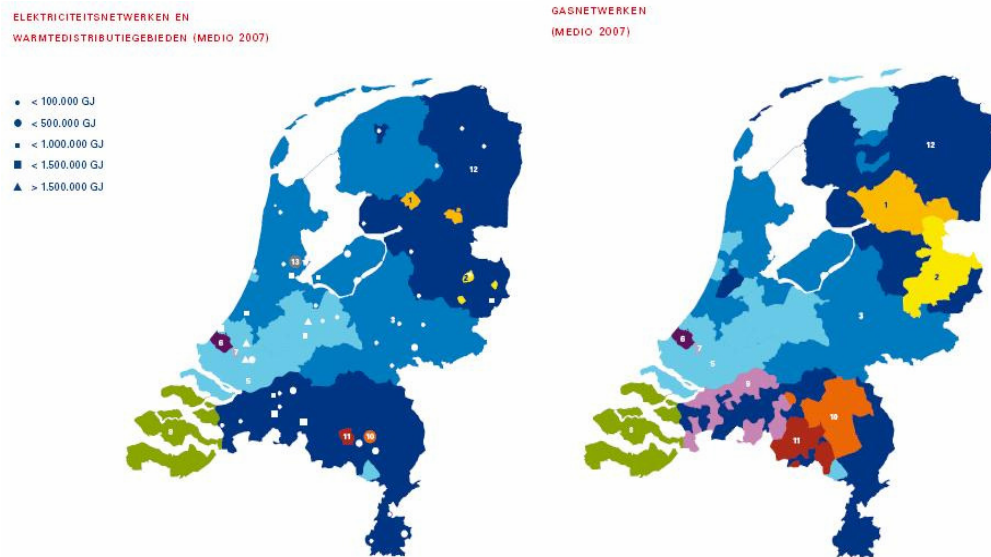 ELEKTRICITEITSNETWERKEN EN
WARMTEDISTRIBUTIEGEBIEDEN (MEDIO 2007)
< 100.000 GJ
< 500.000 GJ
< 1.000.000 GJ
< 1.500.000 GJ
> 1.500.000 GJ
12
1
13
2
3
6
7
5
8
11
10
GASNETWERKEN
(MEDIO 2007)
12
1
2
3
6
7
5
9
8
10
11